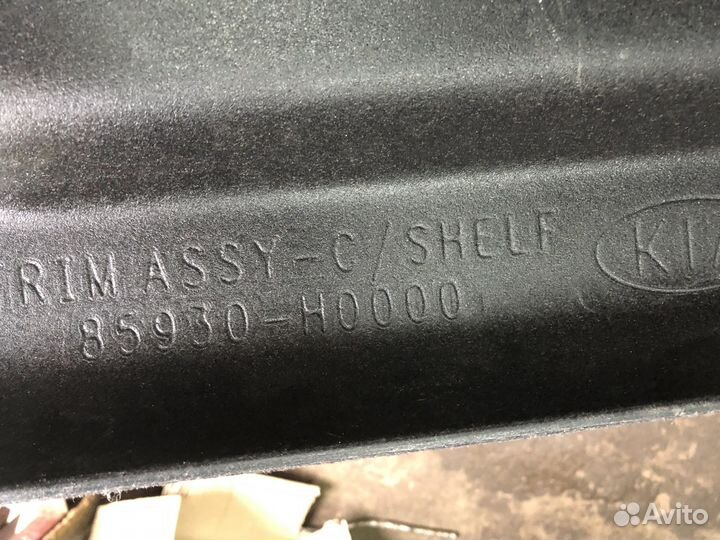 RIM ASSY-C/SHELF
85930-H0000
KIA
Avito